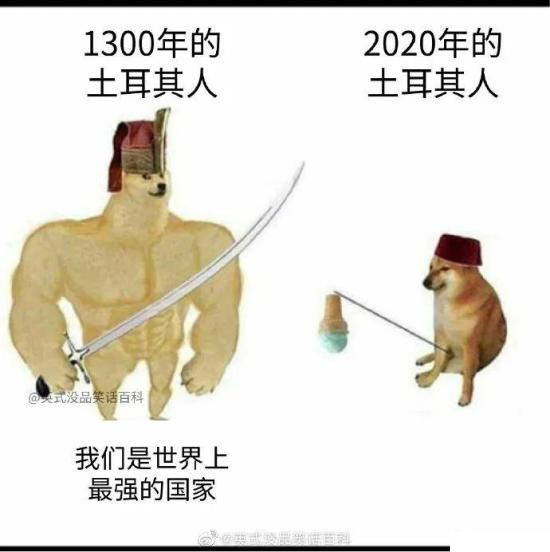 1300年的
土耳其人
2020年的
土耳其人
@英式没品笑话百科
我们是世界上
最强的国家
@英式没品笑话百科